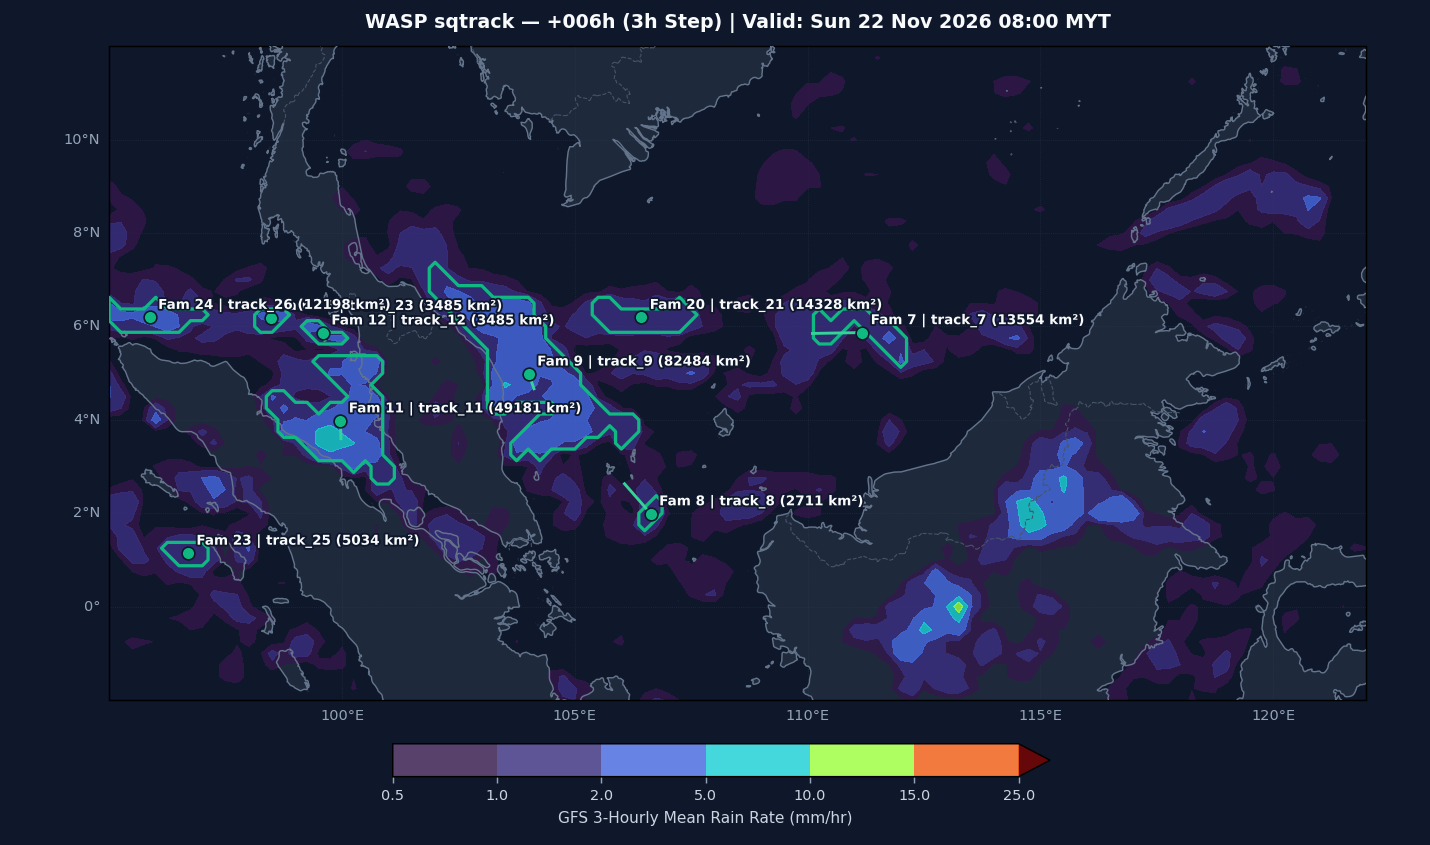 WASP sqtrack — +006h (3h Step) | Valid: Sun 22 Nov 2026 08:00 MYT
10°N
8°N
6°N
4°N
2°N
0°
Fam 24 | track_26 (12198 km²)
23 (3485 km²)
Fam 12 | track_12 (3485 km²)
Fam 20 | track_21 (14328 km²)
Fam 7 | track_7 (13554 km²)
Fam 9 | track_9 (82484 km²)
Fam 11 | track_11 (49181 km²)
Fam 8 | track_8 (2711 km²)
Fam 23 | track_25 (5034 km²)
100°E 105°E 110°E 115°E 120°E
0.5 1.0 2.0 5.0 10.0 15.0 25.0
GFS 3-Hourly Mean Rain Rate (mm/hr)